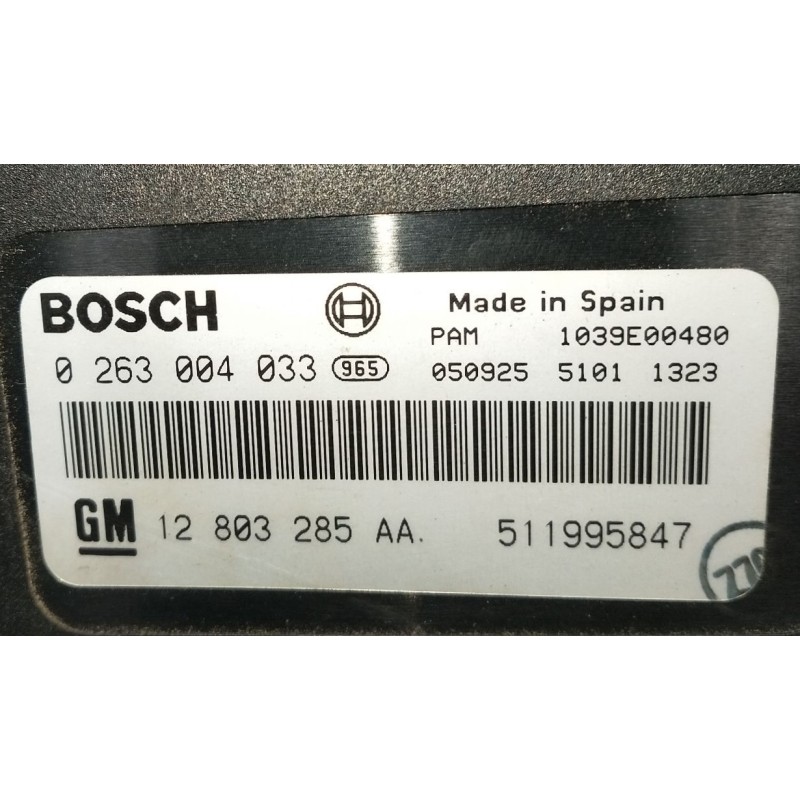 BOSCH
Made in Spain
PAM 1039E00480
0 263 004 033 965
050925 5101 1323
GM 12 803 285 AA. 511995847